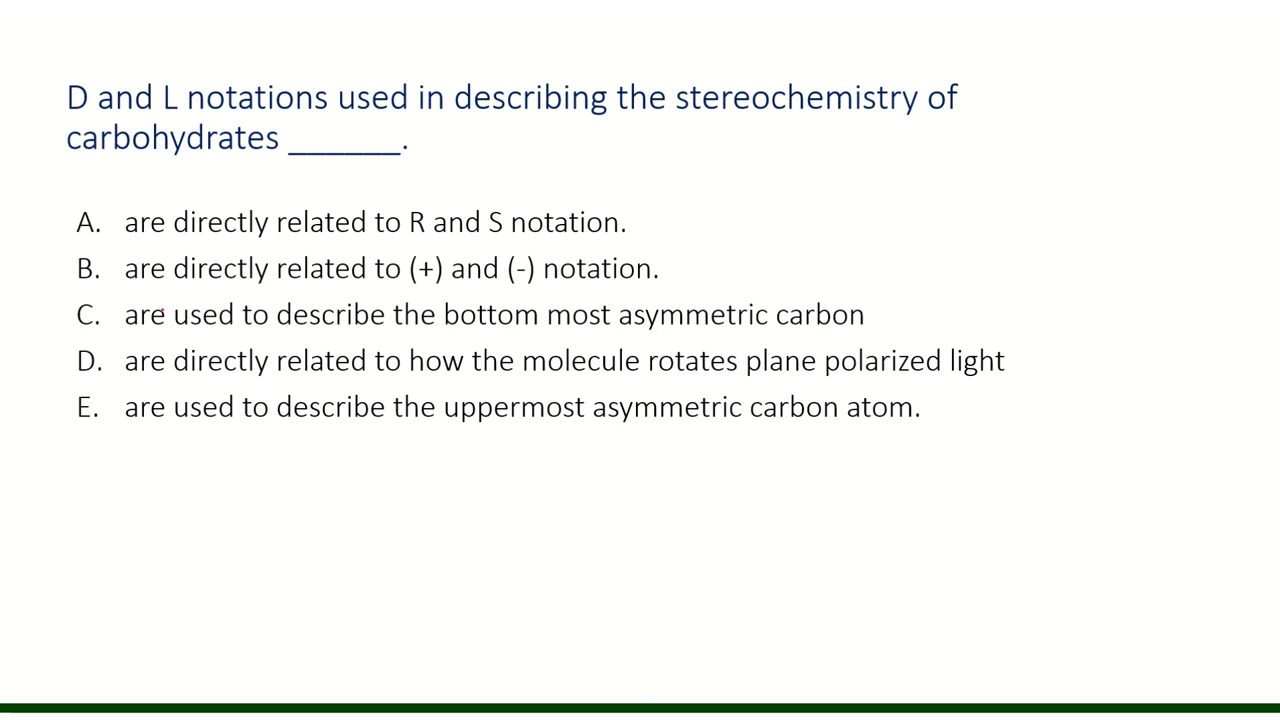 D and L notations used in describing the stereochemistry of
carbohydrates ______.
A. are directly related to R and S notation.
B. are directly related to (+) and (-) notation.
C. are used to describe the bottom most asymmetric carbon
D. are directly related to how the molecule rotates plane polarized light
E. are used to describe the uppermost asymmetric carbon atom.